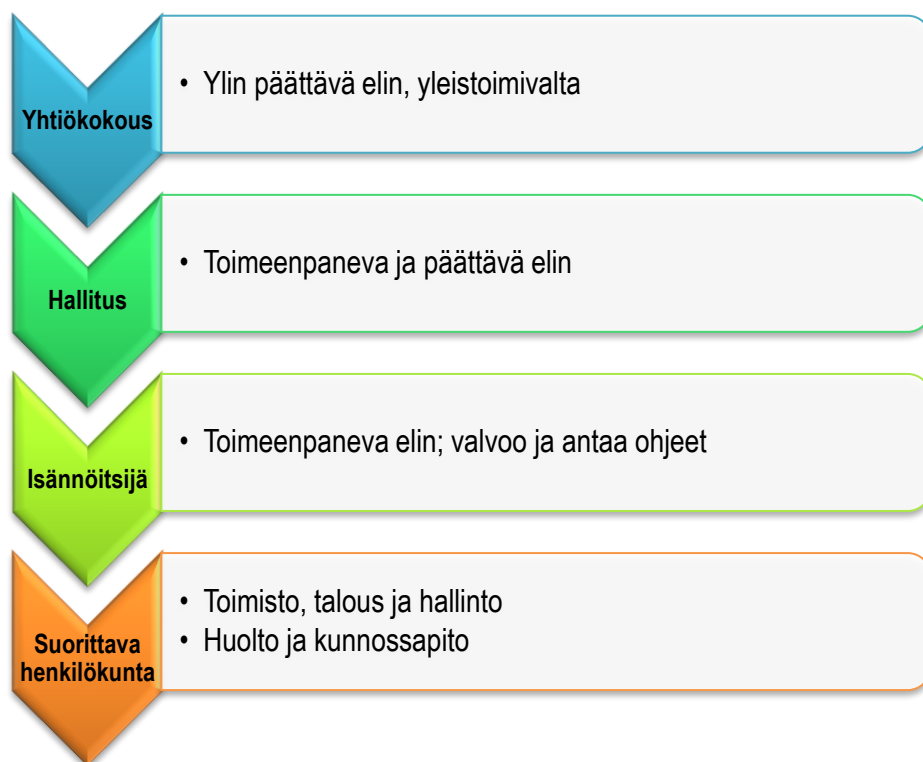 Yhtiökokous
• Ylin päättävä elin, yleistoimivalta
Hallitus
• Toimeenpaneva ja päättävä elin
Isännöitsijä
• Toimeenpaneva elin; valvoo ja antaa ohjeet
Suorittava
henkilökunta
• Toimisto, talous ja hallinto
• Huolto ja kunnossapito